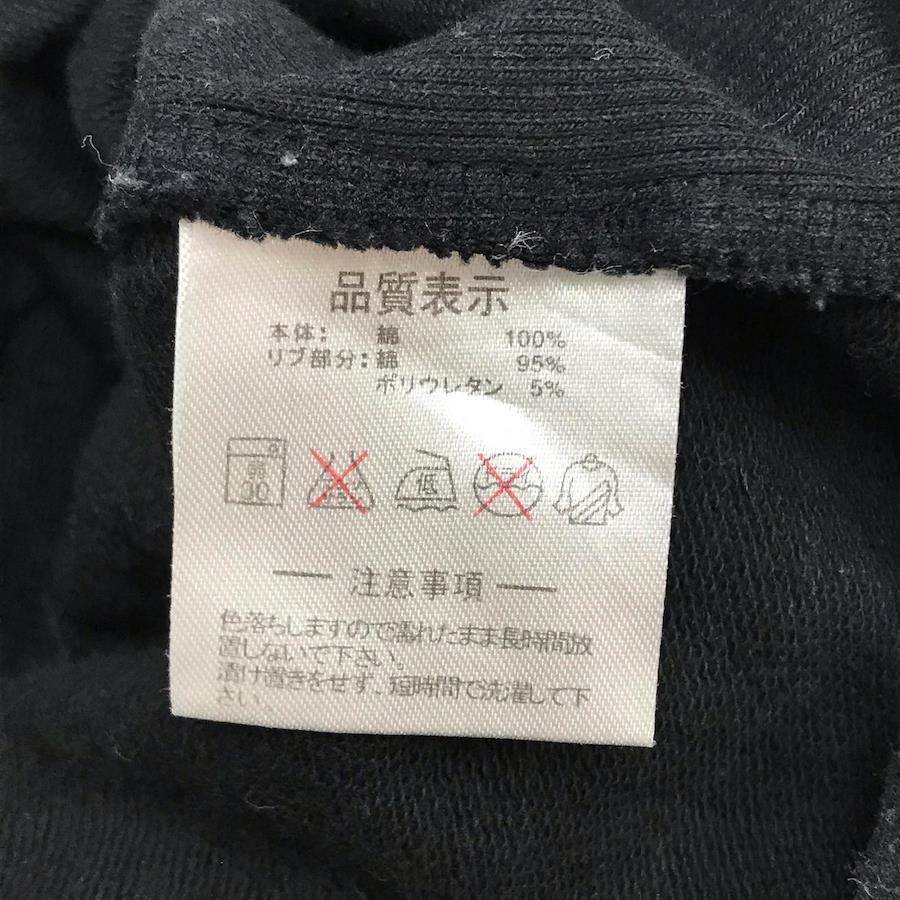 品質表示
本体: 綿 100%
リブ部分: 綿 95%
ポリウレタン 5%
30
低
注意事項
色落ちしますので濡れたまま長時間放
置しないで下さい。
漬け置きをせず、短時間で洗濯して下
さい。